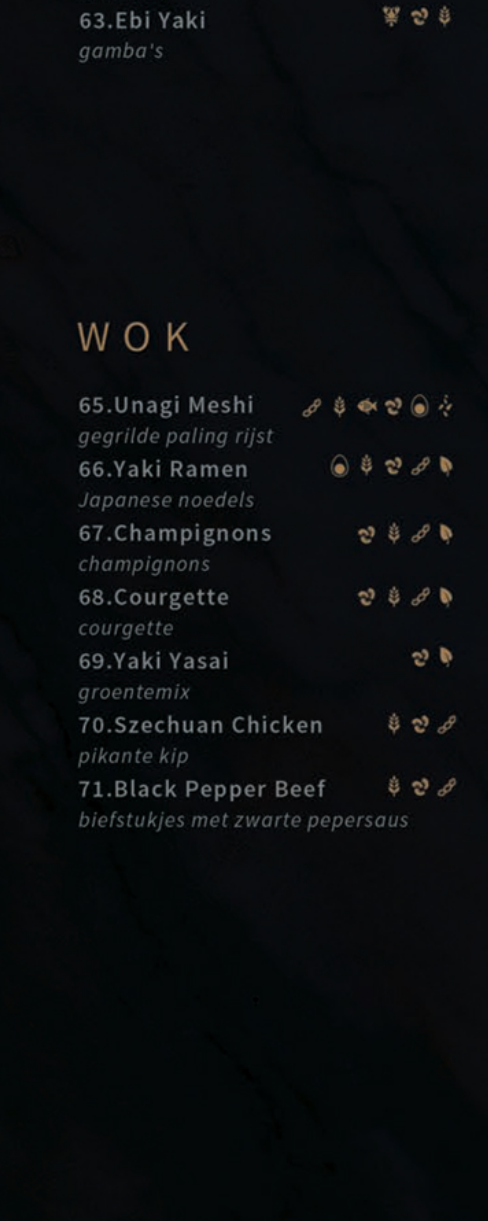 63.Ebi Yaki
gamba's
WOK
65.Unagi Meshi
gegrilde paling rijst
66.Yaki Ramen
Japanese noedels
67.Champignons
champignons
68.Courgette
courgette
69.Yaki Yasai
groentemix
70.Szechuan Chicken
pikante kip
71.Black Pepper Beef
biefstukjes met zwarte pepersaus